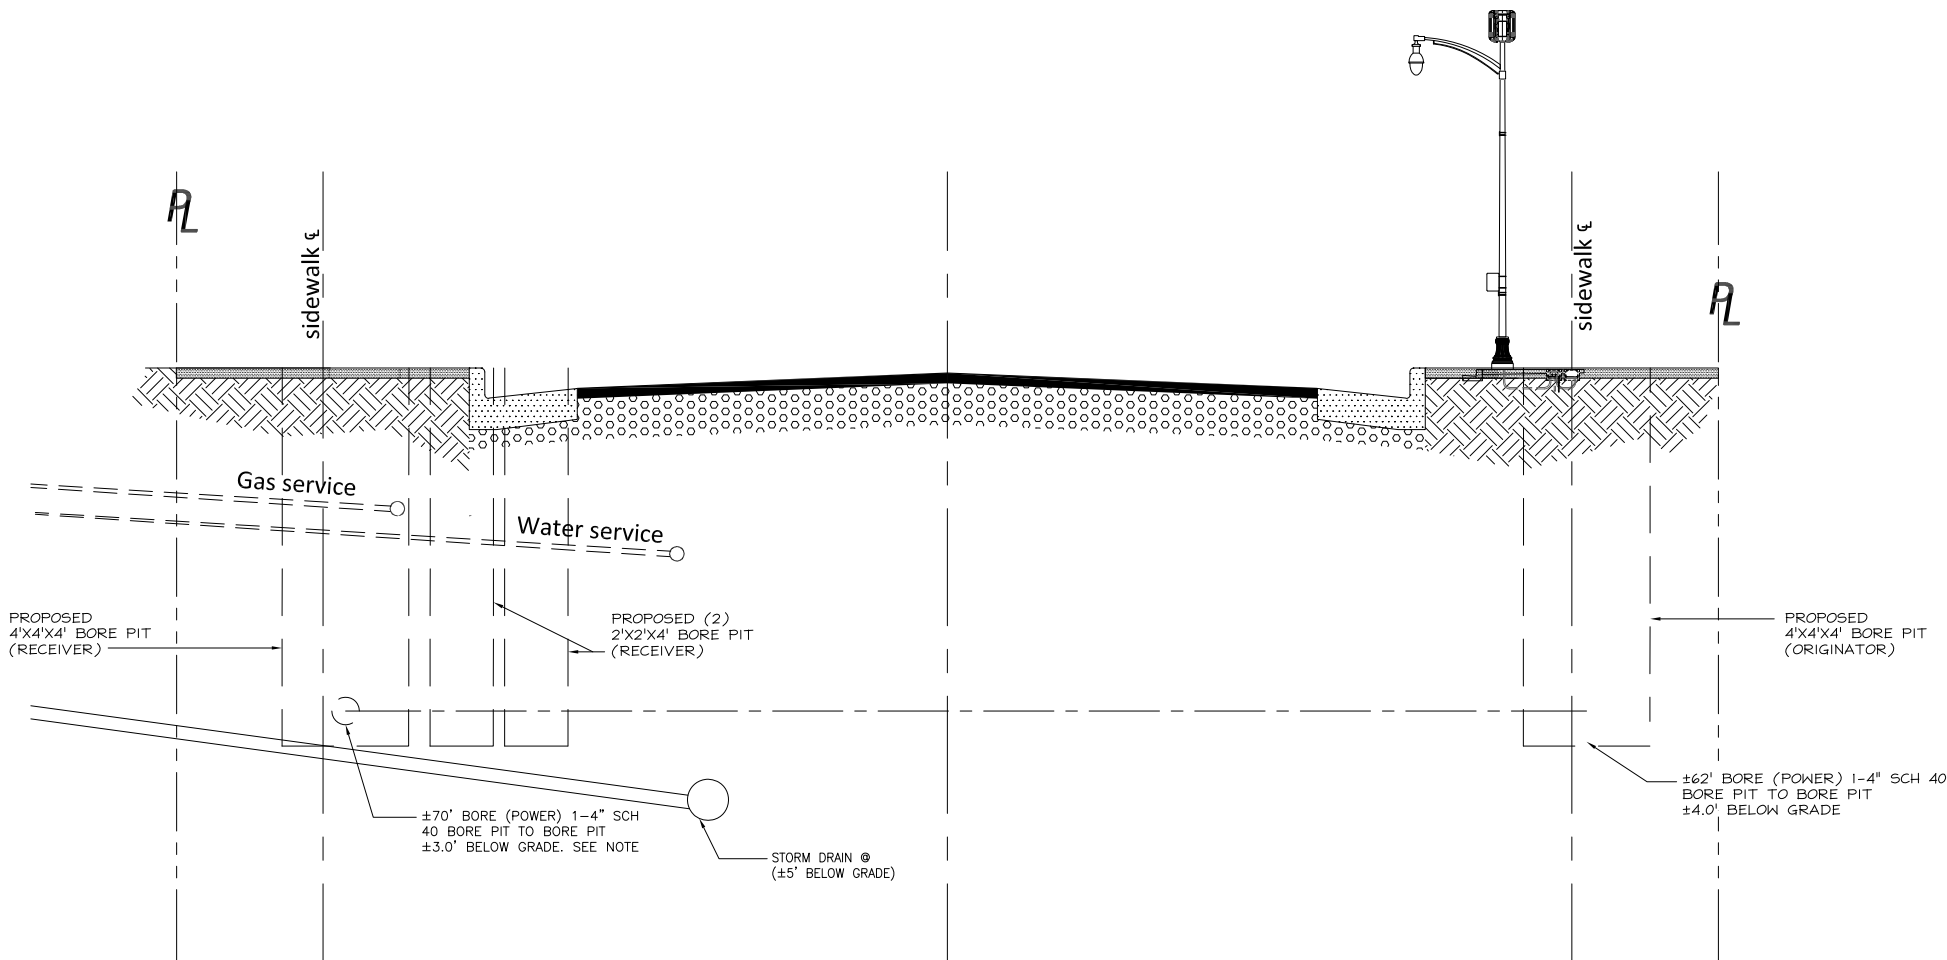 PL
sidewalk ℄
sidewalk ℄
PL
Gas service
Water service
PROPOSED
4'X4'X4' BORE PIT
(RECEIVER)
PROPOSED (2)
2'X2'X4' BORE PIT
(RECEIVER)
PROPOSED
4'X4'X4' BORE PIT
(ORIGINATOR)
±70' BORE (POWER) 1-4" SCH
40 BORE PIT TO BORE PIT
±3.0' BELOW GRADE. SEE NOTE
STORM DRAIN @
(±5' BELOW GRADE)
±62' BORE (POWER) 1-4" SCH 40
BORE PIT TO BORE PIT
±4.0' BELOW GRADE